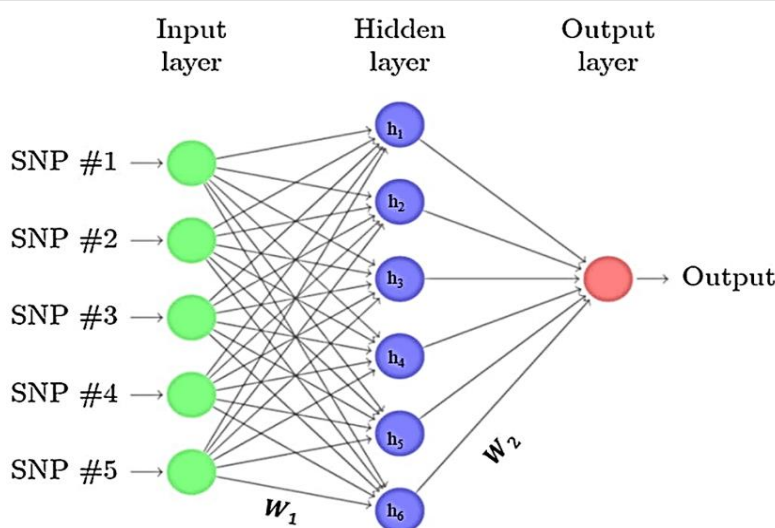 Input
layer
Hidden
layer
Output
layer
SNP #1
SNP #2
SNP #3
SNP #4
SNP #5
h₁
h₂
h₃
h₄
h₅
h₆
W₁
W₂
Output